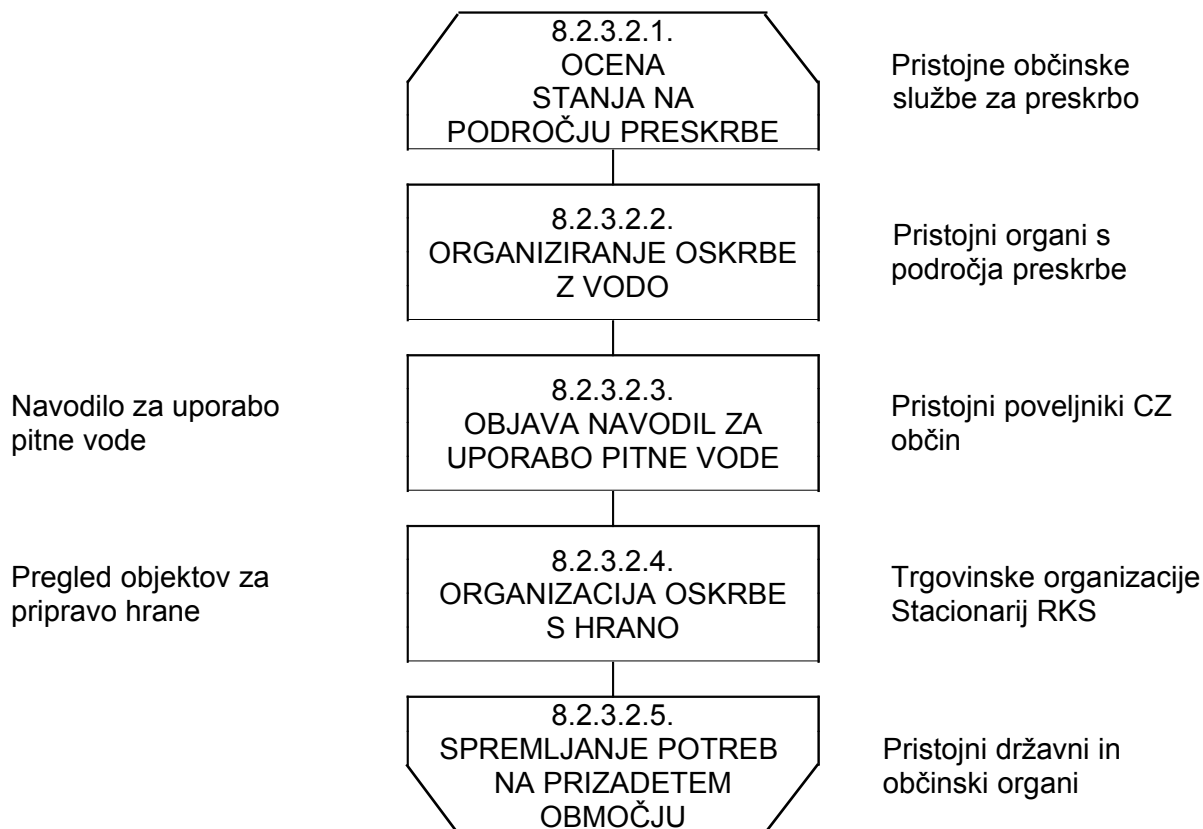 8.2.3.2.1.
OCENA
STANJA NA
PODROČJU PRESKRBE
Pristojne občinske
službe za preskrbo
8.2.3.2.2.
ORGANIZIRANJE OSKRBE
Z VODO
Pristojni organi s
področja preskrbe
Navodilo za uporabo
pitne vode
8.2.3.2.3.
OBJAVA NAVODIL ZA
UPORABO PITNE VODE
Pristojni poveljniki CZ
občin
Pregled objektov za
pripravo hrane
8.2.3.2.4.
ORGANIZACIJA OSKRBE
S HRANO
Trgovinske organizacije
Stacionarij RKS
8.2.3.2.5.
SPREMLJANJE POTREB
NA PRIZADETEM
OBMOČJU
Pristojni državni in
občinski organi